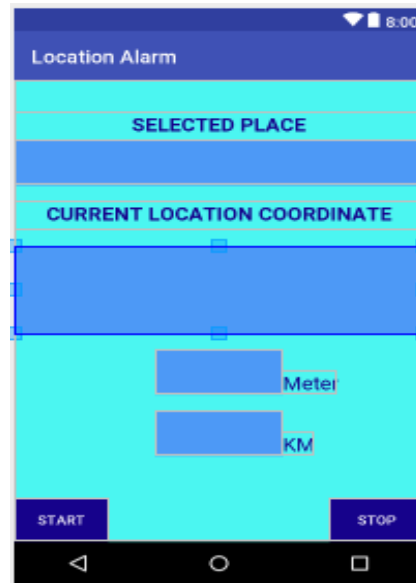 8:00
Location Alarm
SELECTED PLACE
CURRENT LOCATION COORDINATE
Meter
KM
START STOP